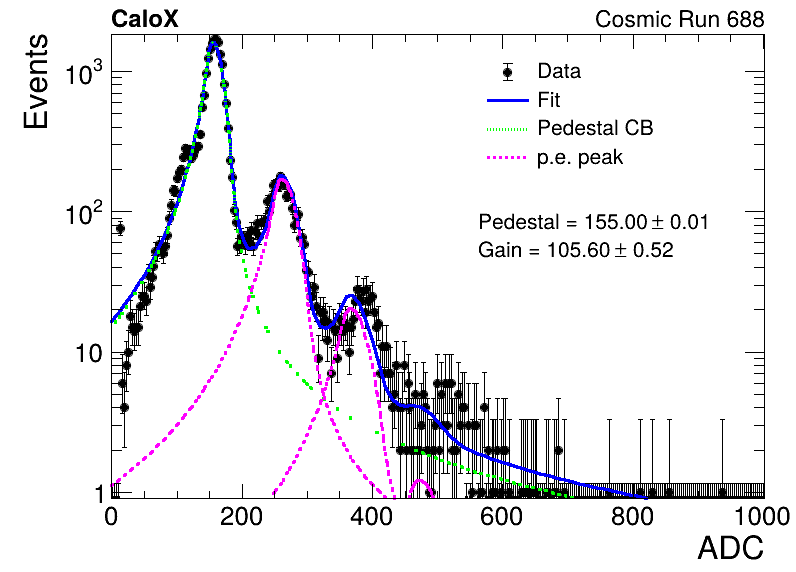 CaloX Cosmic Run 688
Events
Data
Fit
Pedestal CB
p.e. peak
Pedestal = 155.00 ± 0.01
Gain = 105.60 ± 0.52
10³
10²
10
1
0 200 400 600 800 1000
ADC